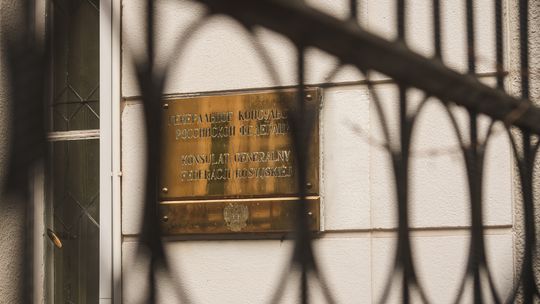 ГЕНЕРАЛЬНОЕ КОНСУЛЬСТВО
РОССИЙСКОЙ ФЕДЕРАЦИИ
KONSULAT GENERALNY
FEDERACJI ROSYJSKIEJ